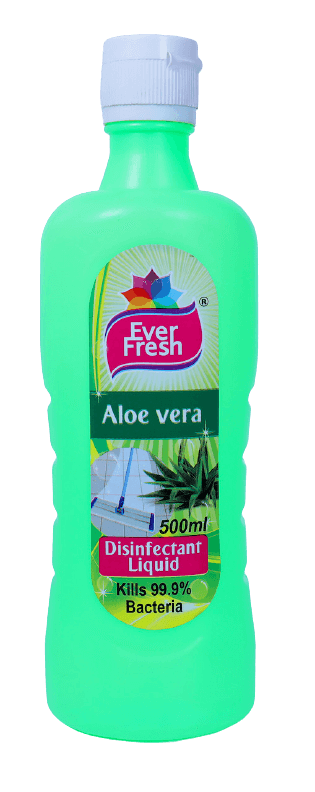 Ever
Fresh
®
Aloe vera
500ml
Disinfectant
Liquid
Kills 99.9%
Bacteria